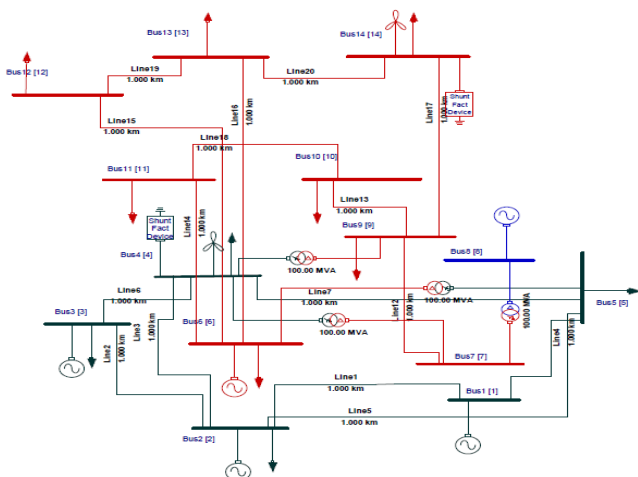 Bus13 [13]
Bus14 [14]
Bus12 [12]
Line19
1.000 km
Line20
1.000 km
Line15
1.000 km
Line16
1.000 km
Line17
1.000 km
Shunt
Fact
Device
Line18
1.000 km
Bus11 [11]
Bus10 [10]
Line13
1.000 km
Line14
1.000 km
Shunt
Fact
Device
Bus4 [4]
Bus9 [9]
Bus8 [8]
100.00 MVA
Line6
1.000 km
Line7
1.000 km
100.00 MVA
100.00 MVA
Bus5 [5]
Bus3 [3]
Line2
1.000 km
Line3
1.000 km
Bus6 [6]
100.00 MVA
Line12
1.000 km
Line4
1.000 km
Bus7 [7]
Line1
1.000 km
Bus1 [1]
Line5
1.000 km
Bus2 [2]